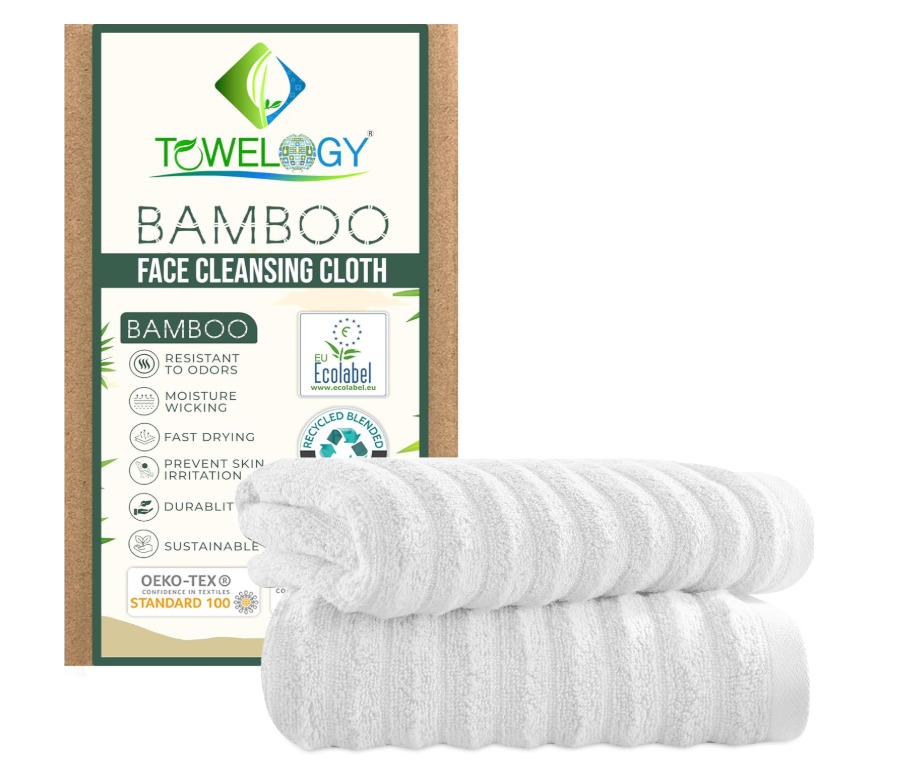 TOWELOGY®
BAMBOO
FACE CLEANSING CLOTH
BAMBOO
RESISTANT
TO ODORS
MOISTURE
WICKING
FAST DRYING
PREVENT SKIN
IRRITATION
DURABLIT
SUSTAINABLE
EU
Ecolabel
www.ecolabel.eu
RECYCLED BLENDED
OEKO-TEX®
CONFIDENCE IN TEXTILES
STANDARD 100